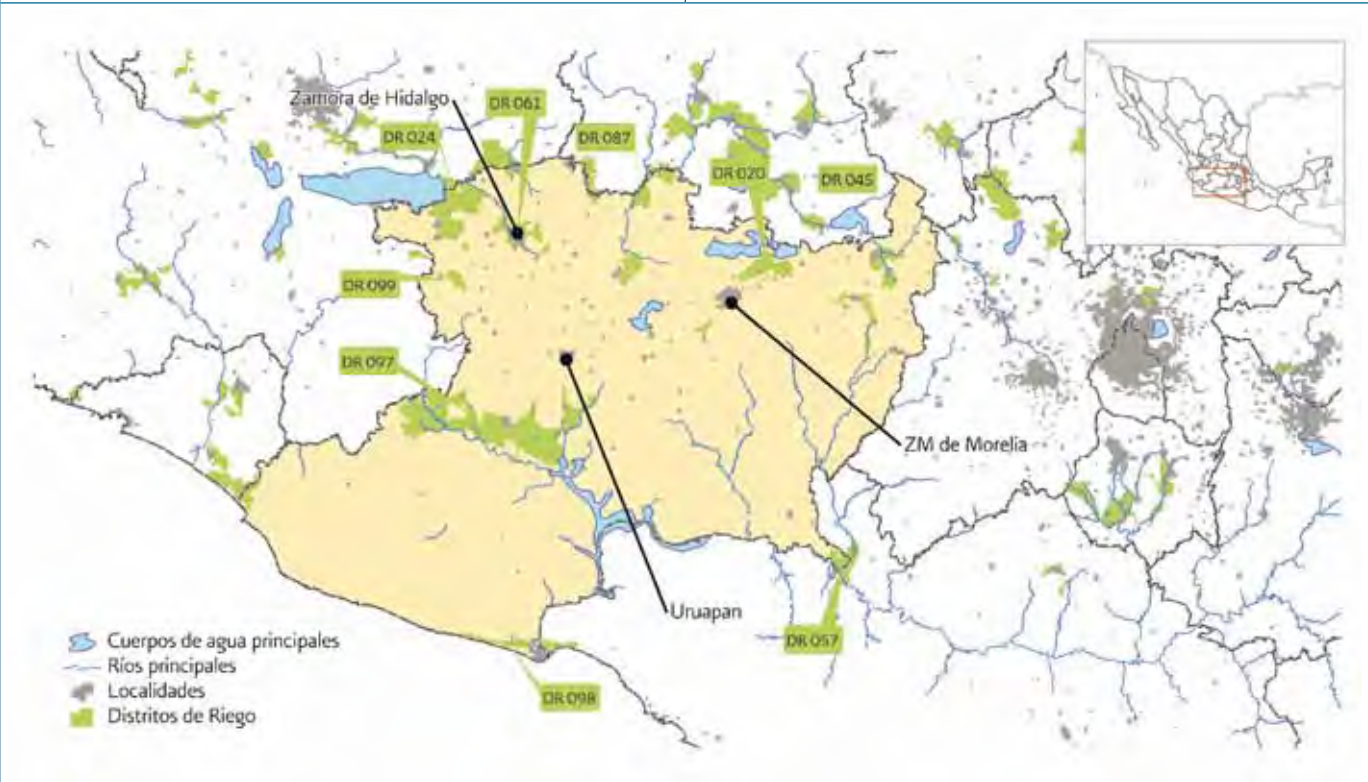 Zamora de Hidalgo
DR 061
DR 024
DR 087
DR 020
DR 045
DR 099
DR 097
ZM de Morelia
Uruapan
DR 057
DR 098
Cuerpos de agua principales
Ríos principales
Localidades
Distritos de Riego